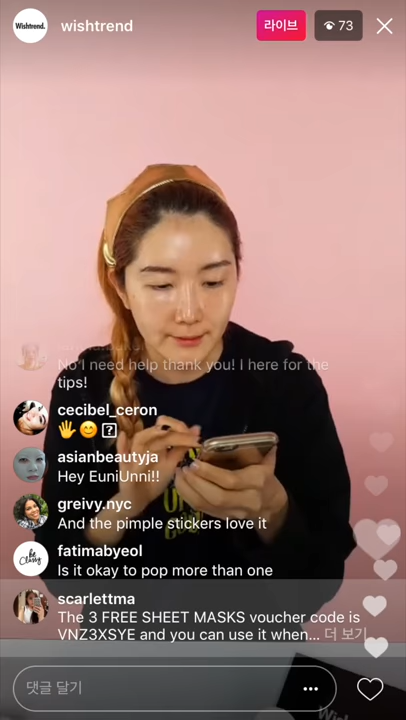 Wishtrend.
wishtrend
라이브
73
No I need help thank you! I here for the
tips!
cecibel_ceron
🖐😊
asianbeautyja
Hey EuniUnni!!
greivy.nyc
And the pimple stickers love it
be
Classy
fatimabyeol
Is it okay to pop more than one
scarlettma
The 3 FREE SHEET MASKS voucher code is
VNZ3XSYE and you can use it when... 더 보기
댓글 달기